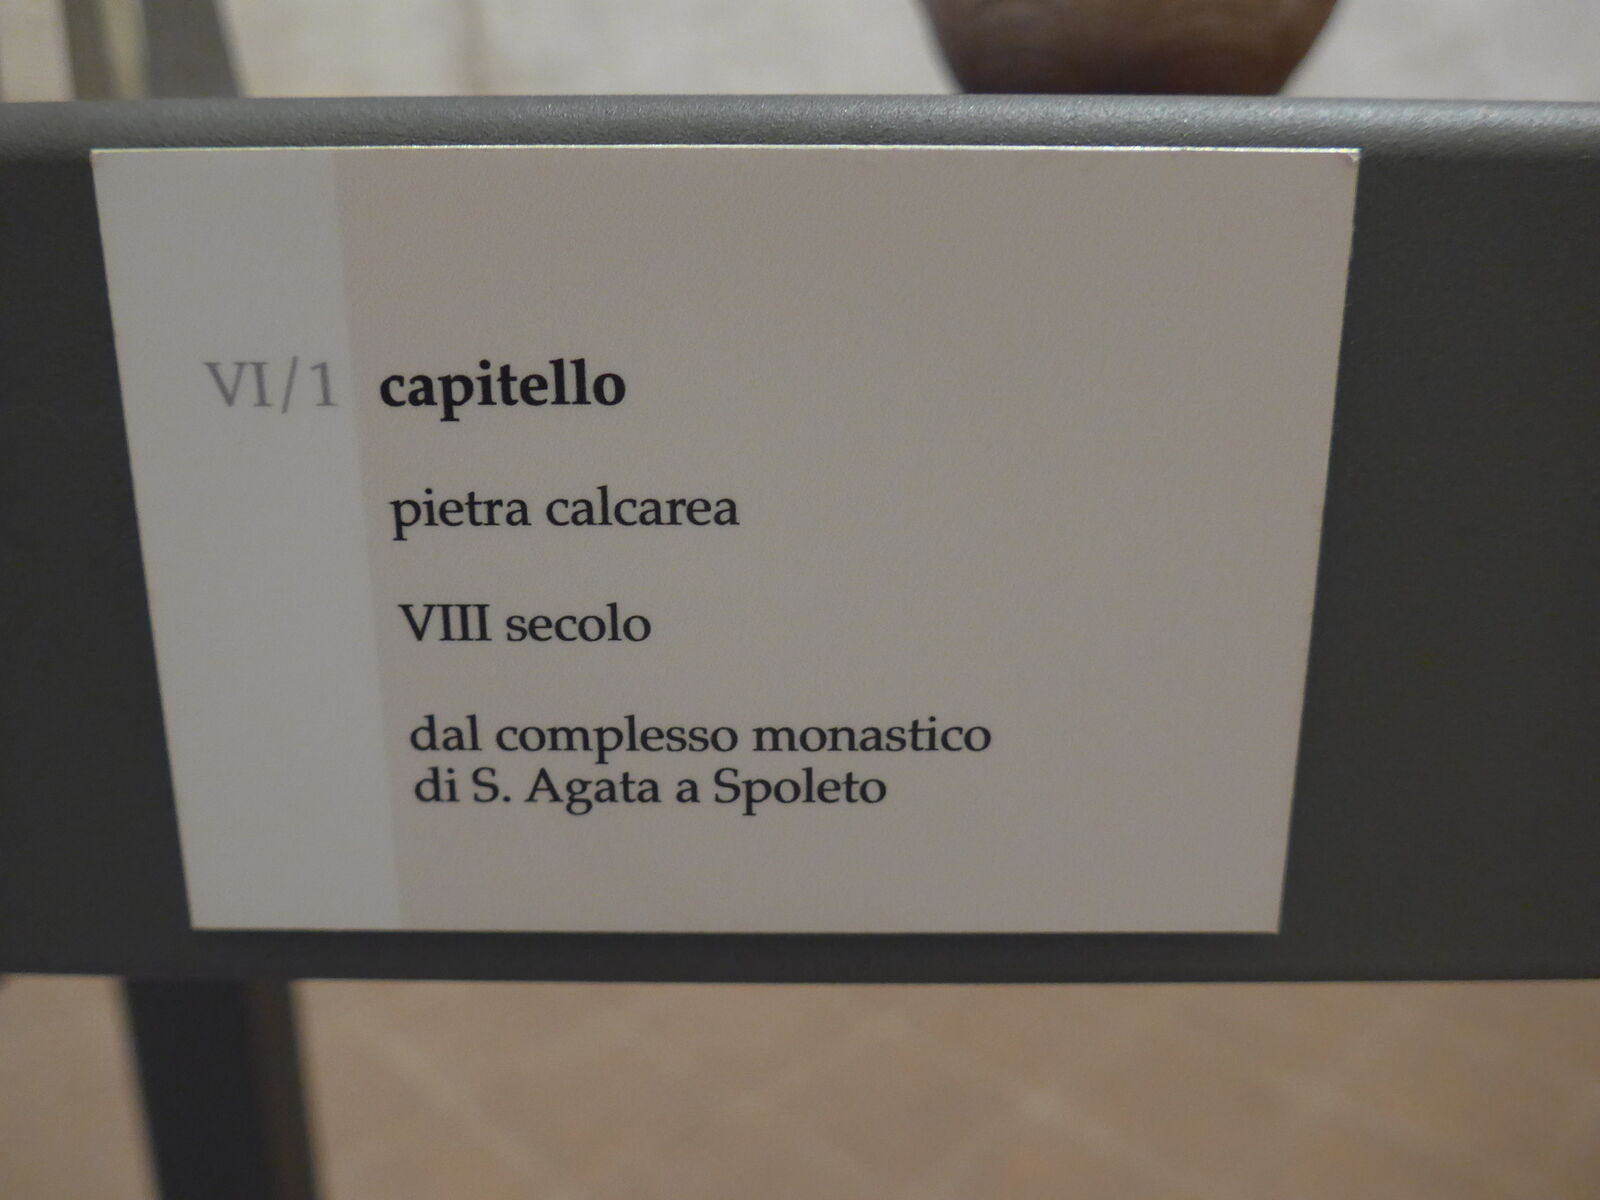 VI/1 capitello
pietra calcarea
VIII secolo
dal complesso monastico
di S. Agata a Spoleto